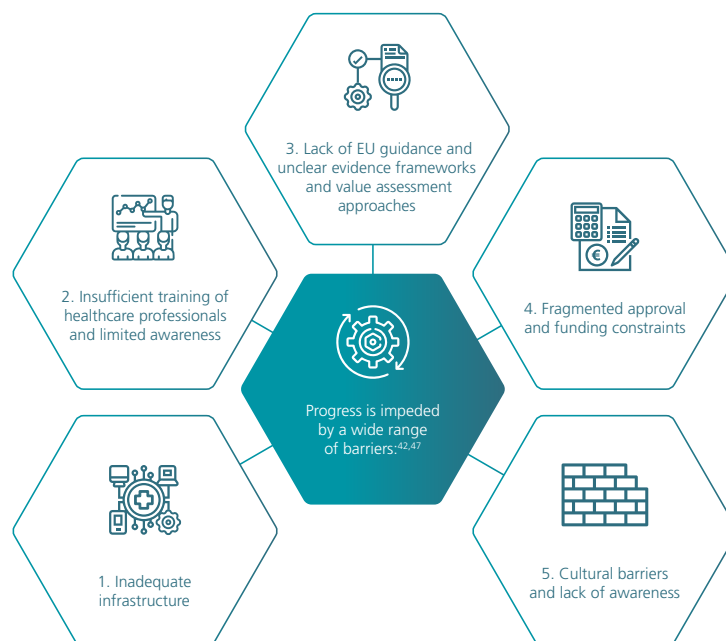 3. Lack of EU guidance and
unclear evidence frameworks
and value assessment
approaches
2. Insufficient training of
healthcare professionals
and limited awareness
4. Fragmented approval
and funding constraints
Progress is impeded
by a wide range
of barriers:42,47
1. Inadequate
infrastructure
5. Cultural barriers
and lack of awareness